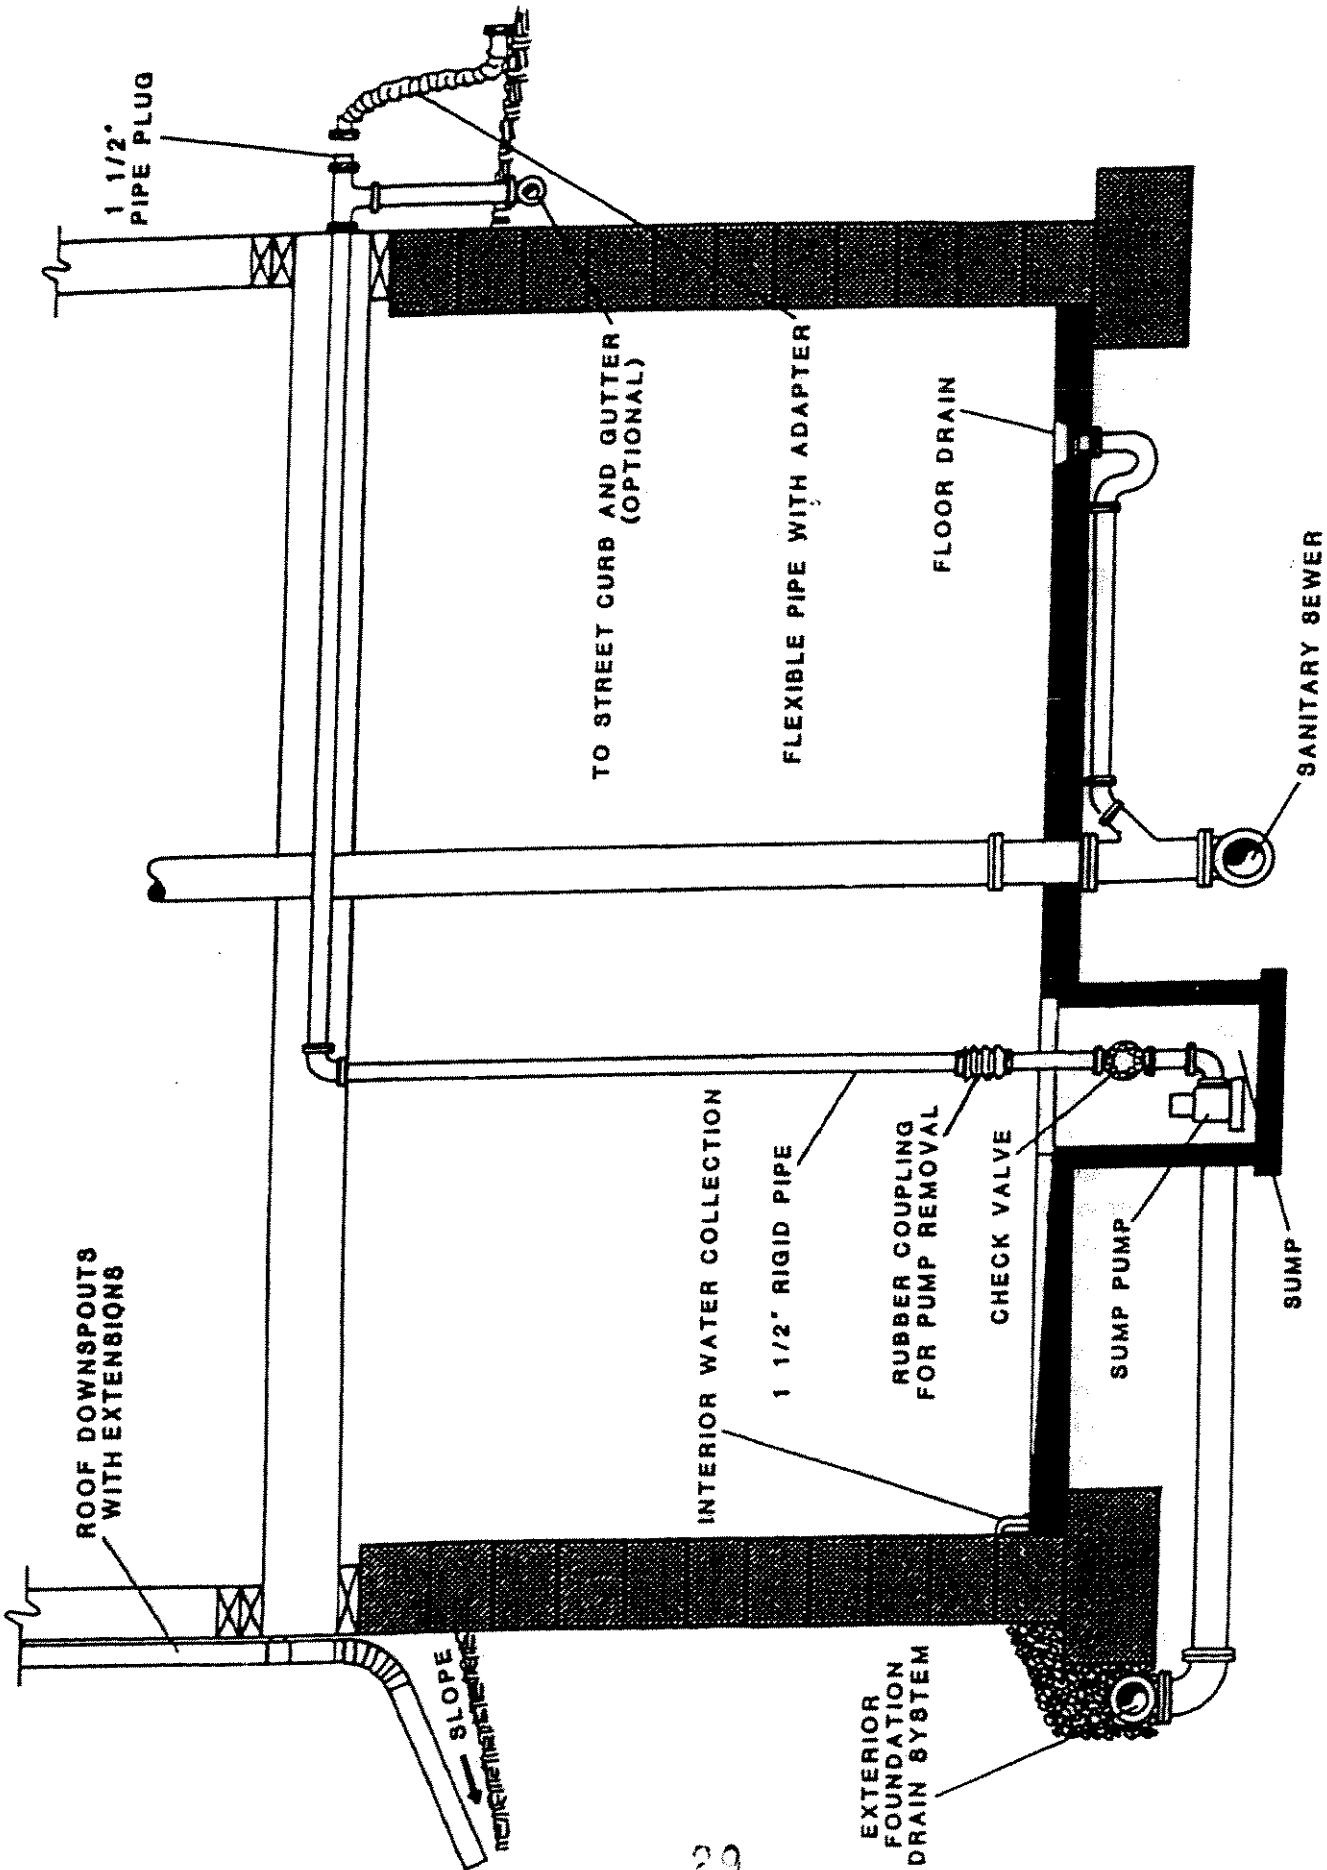 ROOF DOWNSPOUTS
WITH EXTENSIONS
1 1/2"
PIPE PLUG
SLOPE
TO STREET CURB AND GUTTER
(OPTIONAL)
INTERIOR WATER COLLECTION
FLEXIBLE PIPE WITH ADAPTER
1 1/2" RIGID PIPE
EXTERIOR
FOUNDATION
DRAIN SYSTEM
RUBBER COUPLING
FOR PUMP REMOVAL
FLOOR DRAIN
CHECK VALVE
SUMP PUMP
SUMP
SANITARY SEWER